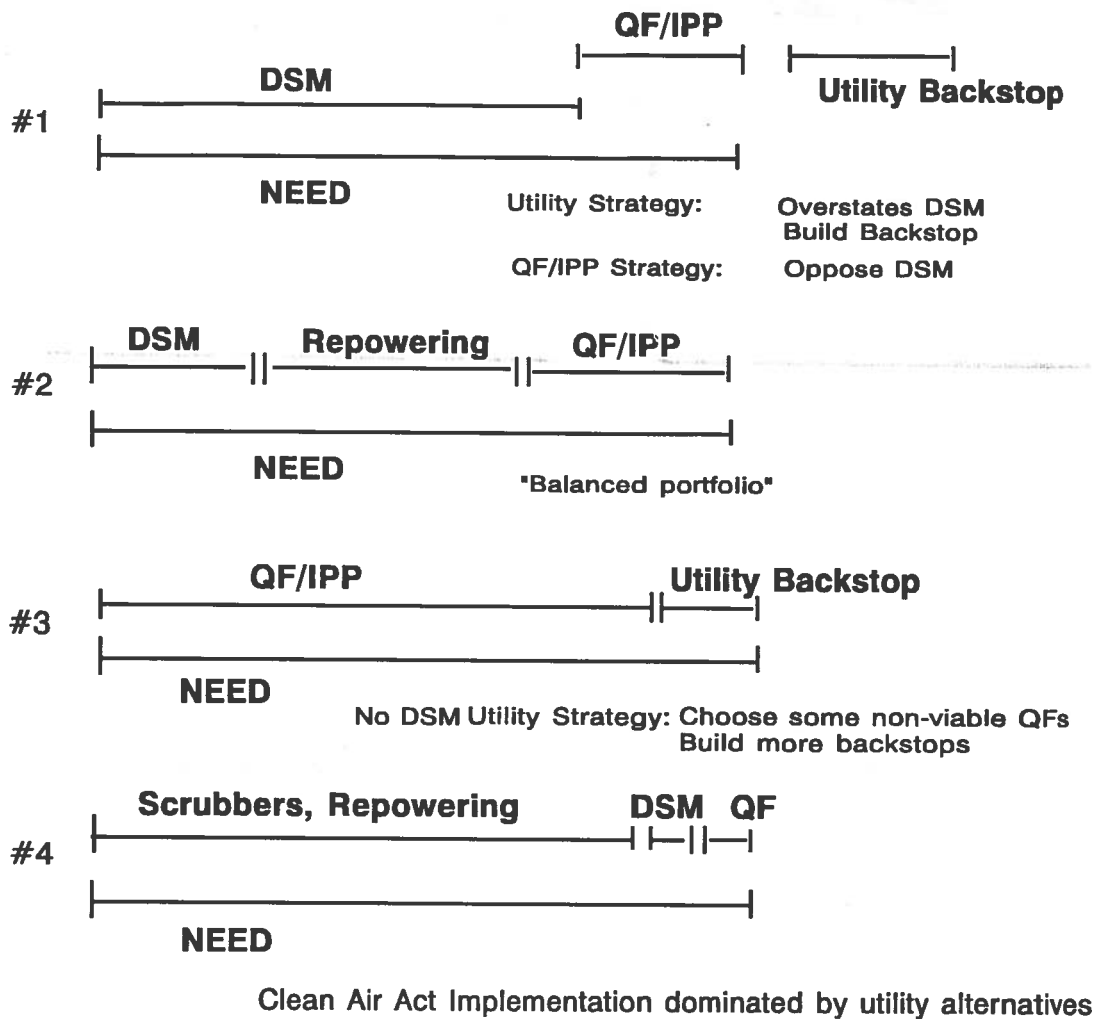 QF/IPP
DSM
Utility Backstop
#1
NEED
Utility Strategy: Overstates DSM
Build Backstop
QF/IPP Strategy: Oppose DSM
DSM Repowering QF/IPP
#2
NEED
"Balanced portfolio"
QF/IPP Utility Backstop
#3
NEED
No DSM Utility Strategy: Choose some non-viable QFs
Build more backstops
Scrubbers, Repowering DSM QF
#4
NEED
Clean Air Act Implementation dominated by utility alternatives